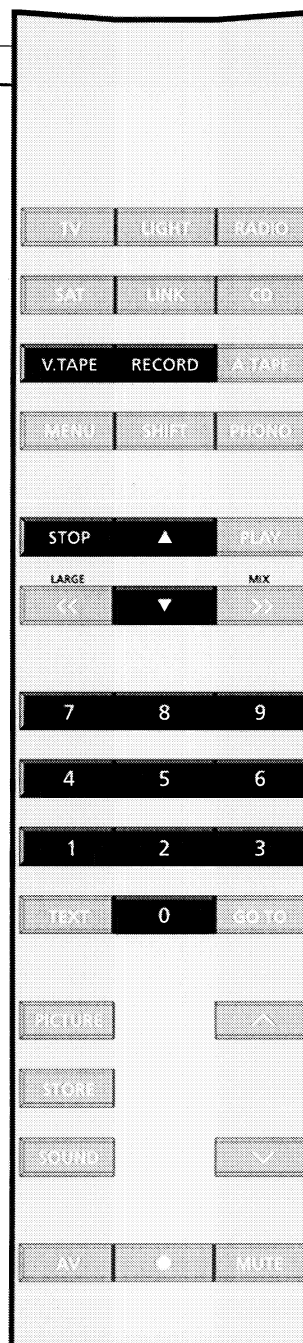 TV LIGHT RADIO
SAT LINK CD
V.TAPE RECORD A.TAPE
MENU SHIFT PHONO
STOP ▲ PLAY
LARGE MIX
<< ▼ >>
7 8 9
4 5 6
1 2 3
TEXT 0 GO TO
PICTURE
STORE
SOUND
AV MUTE